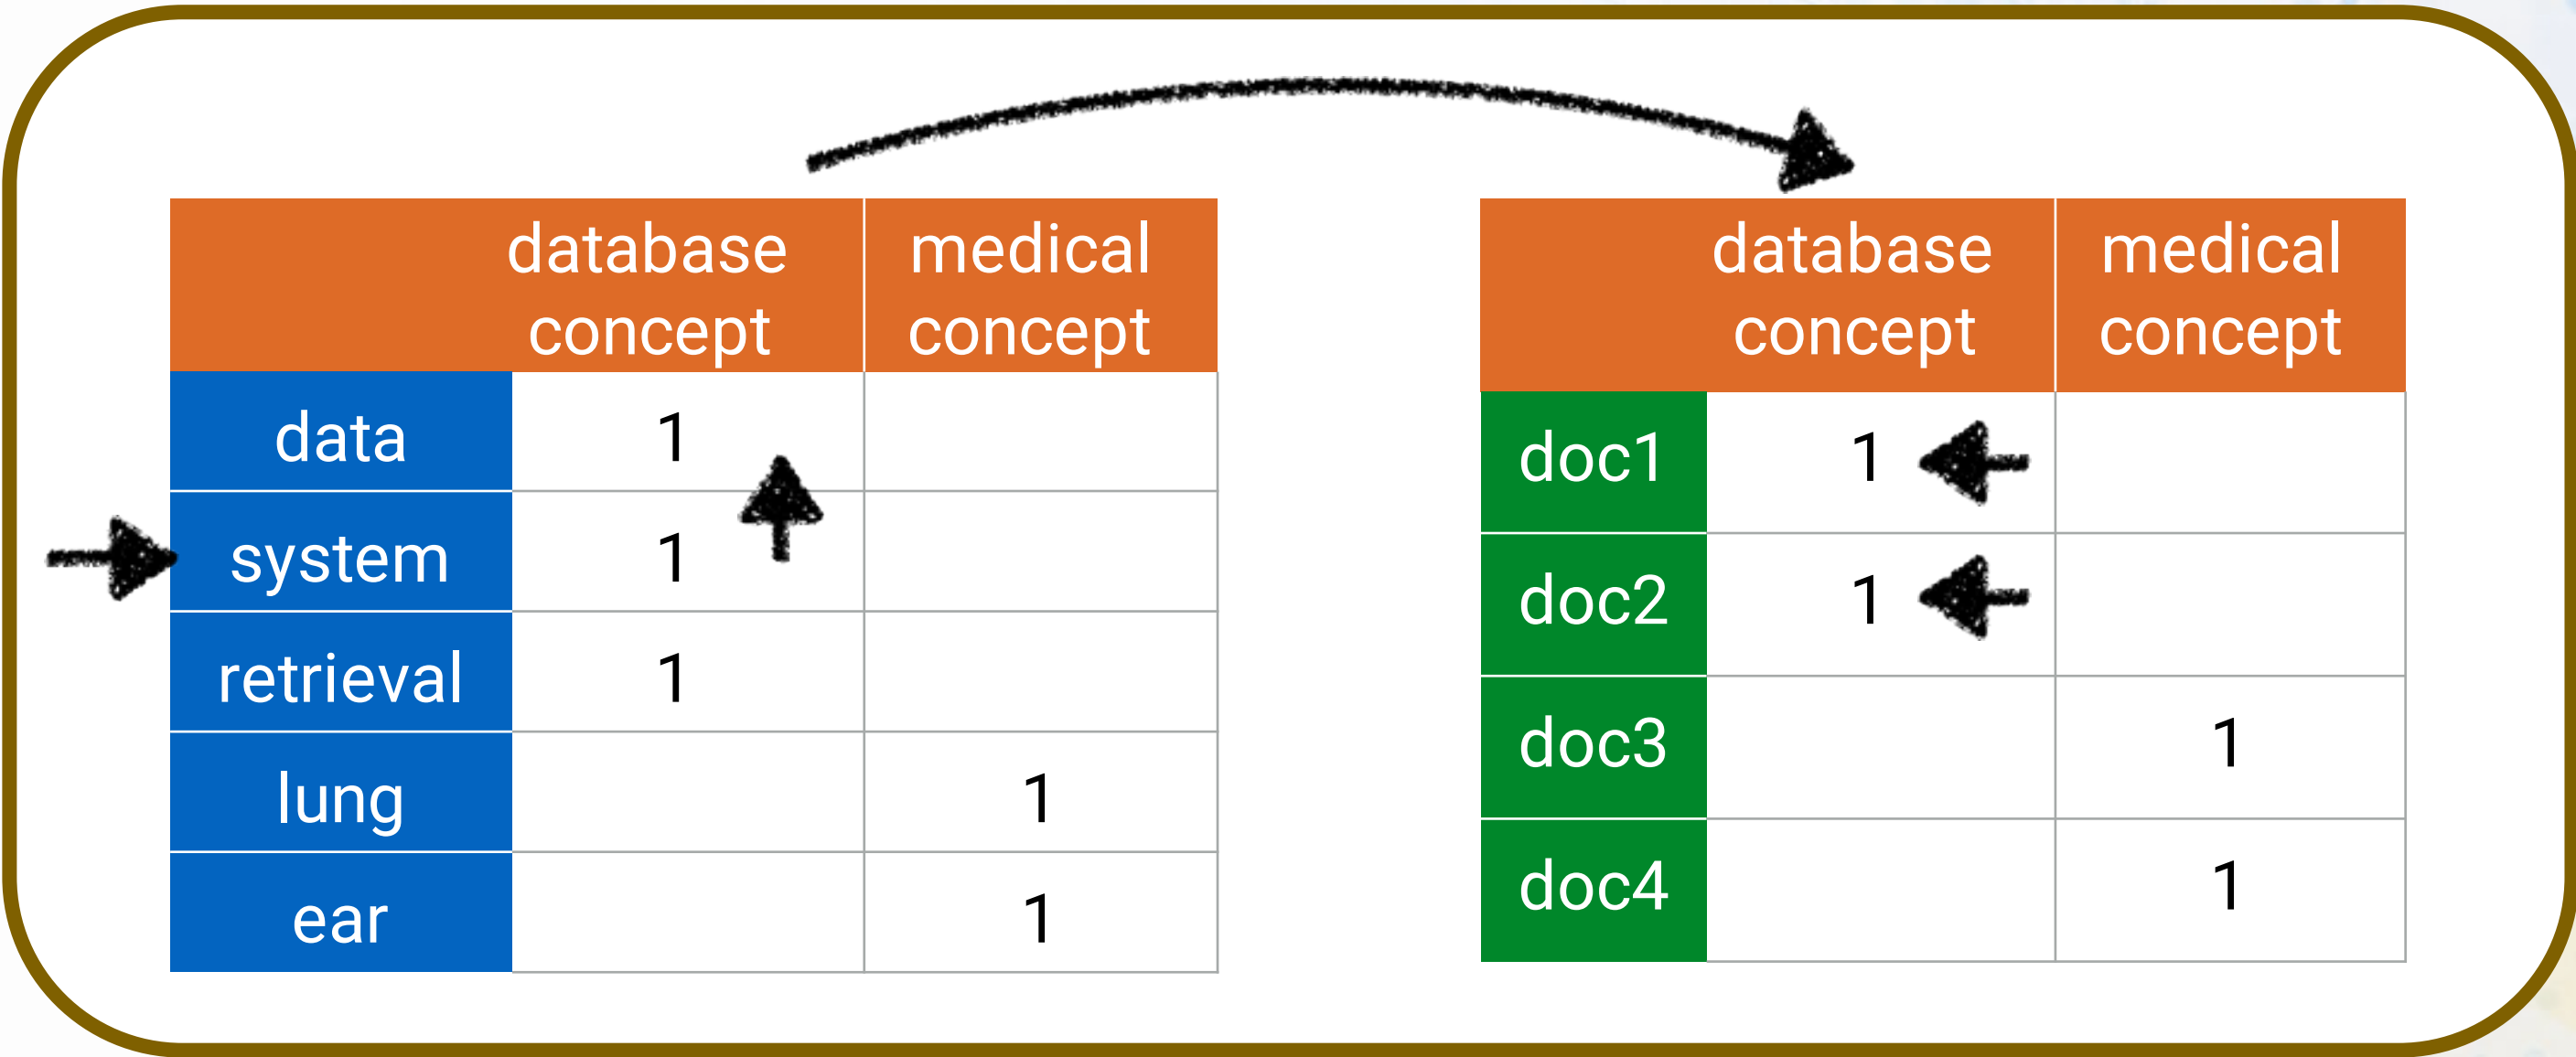 database medical
concept concept
data 1
system 1
retrieval 1
lung 1
ear 1
database medical
concept concept
doc1 1
doc2 1
doc3 1
doc4 1